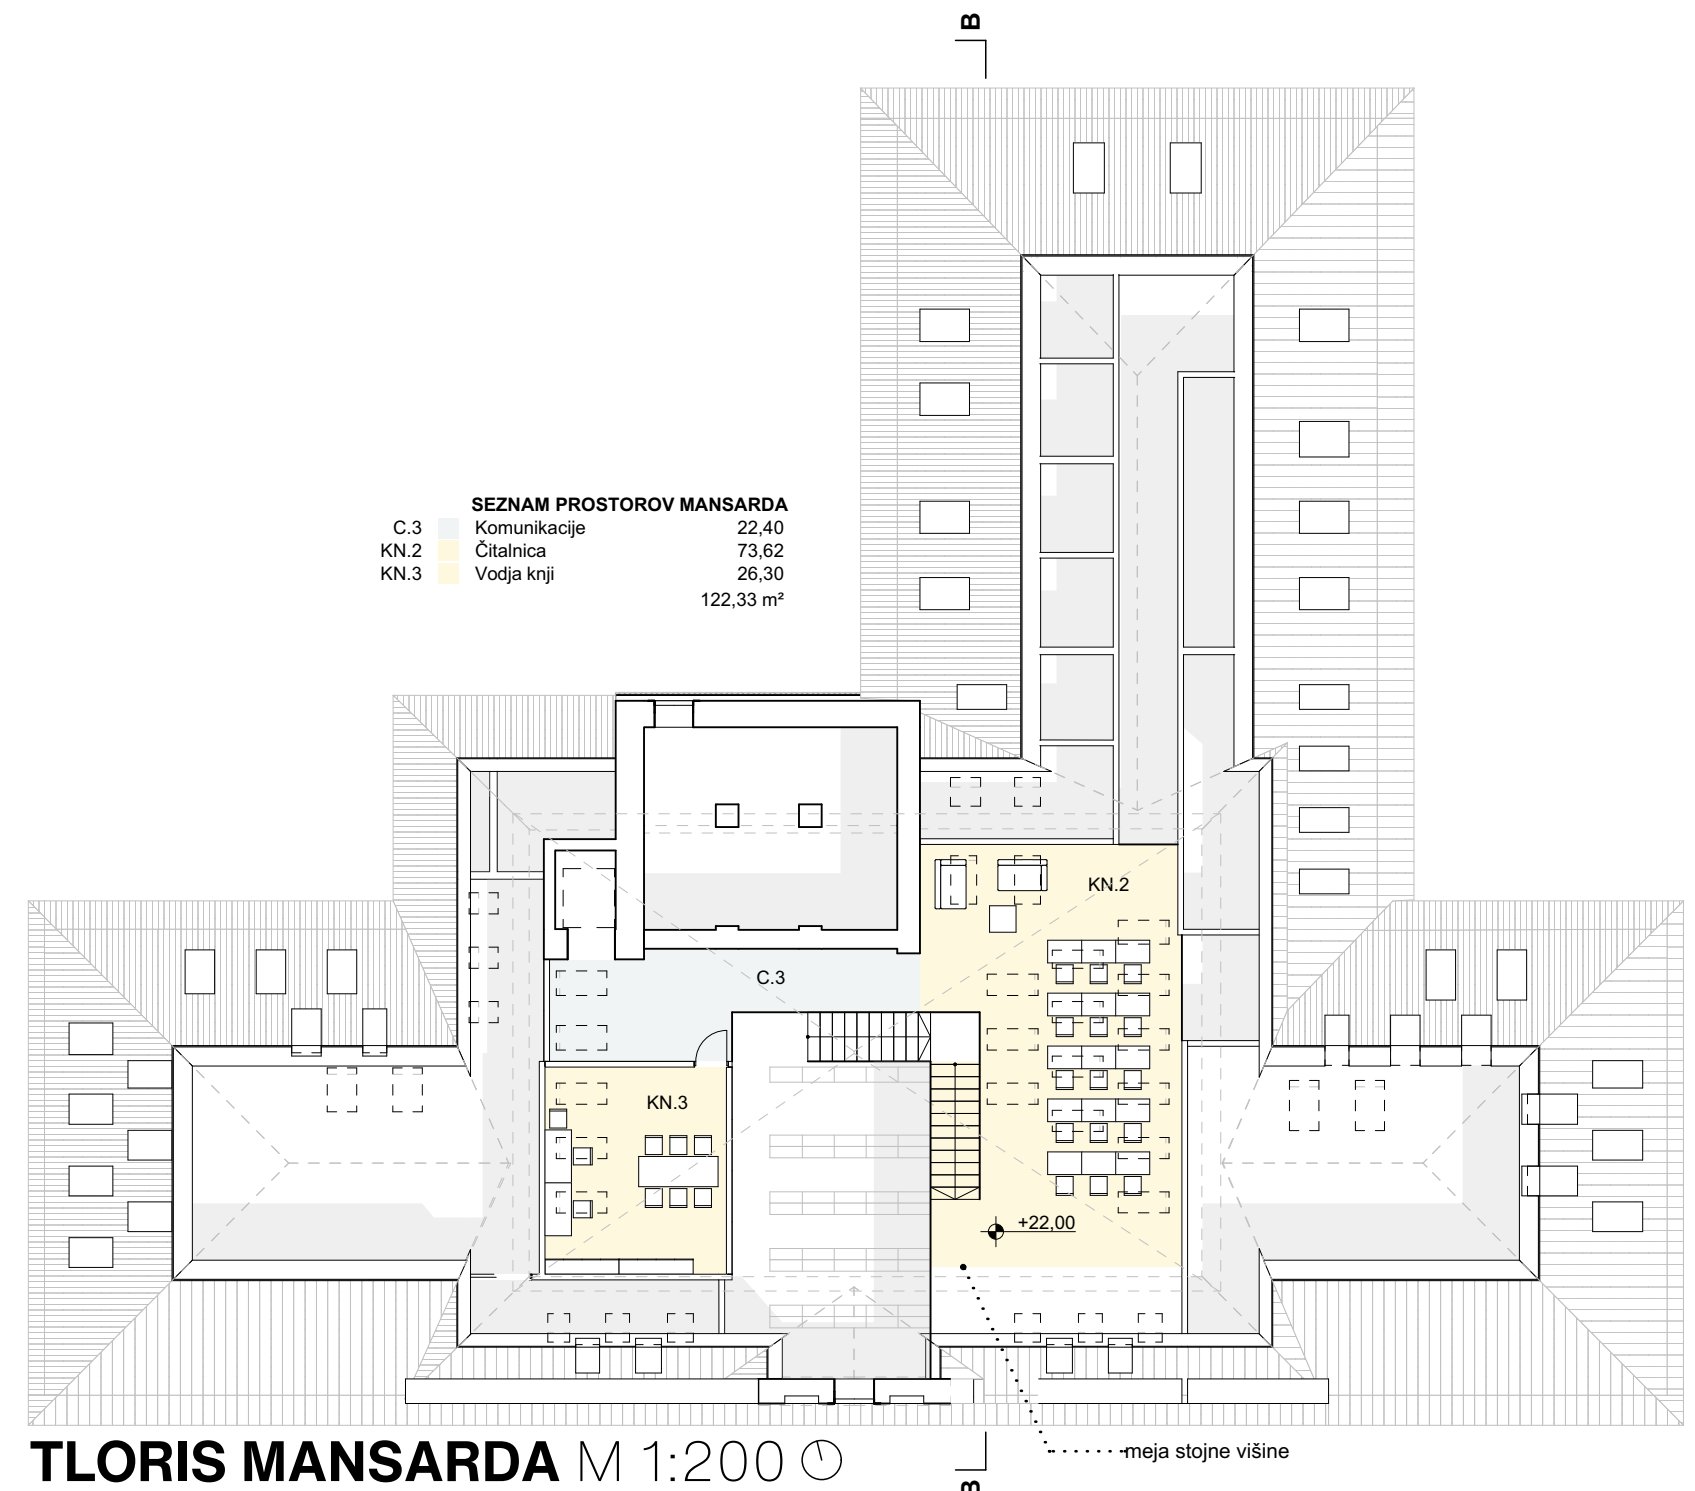 B
SEZNAM PROSTOROV MANSARDA
C.3 Komunikacije 22,40
KN.2 Čitalnica 73,62
KN.3 Vodja knji 26,30
122,33 m²
KN.2
C.3
KN.3
+22,00
meja stojne višine
TLORIS MANSARDA M 1:200
B